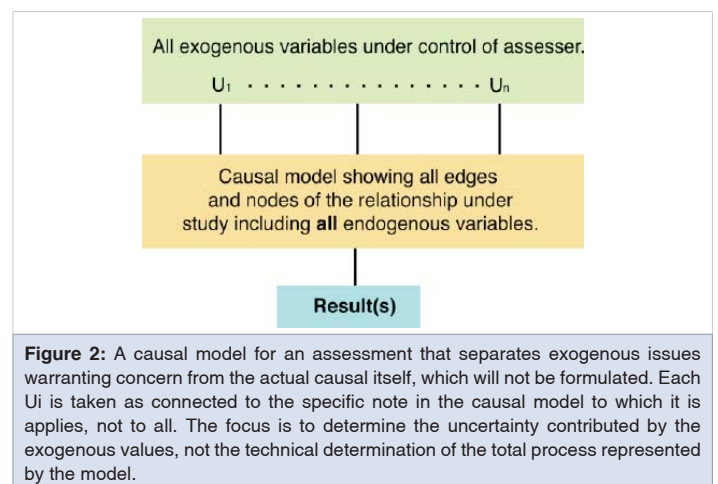 All exogenous variables under control of assesser.
U1 . . . . . . . . . . . . . . . Un
Causal model showing all edges
and nodes of the relationship under
study including all endogenous variables.
Result(s)
Figure 2: A causal model for an assessment that separates exogenous issues
warranting concern from the actual causal itself, which will not be formulated. Each
Ui is taken as connected to the specific note in the causal model to which it is
applies, not to all. The focus is to determine the uncertainty contributed by the
exogenous values, not the technical determination of the total process represented
by the model.